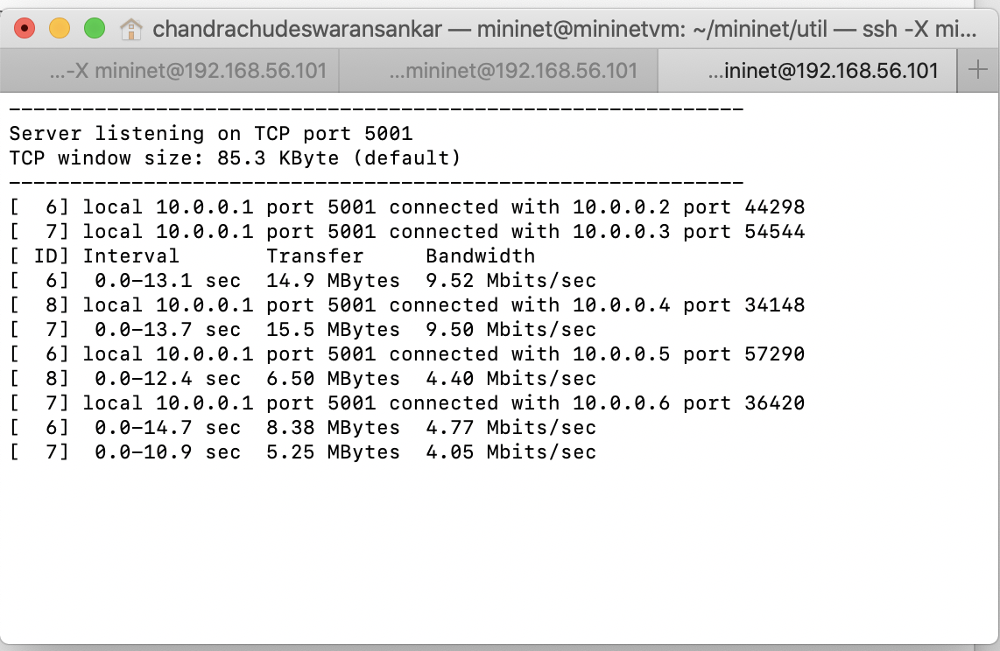 chandrachudeswaransankar — mininet@mininetvm: ~/mininet/util — ssh -X mi...
...-X mininet@192.168.56.101
...mininet@192.168.56.101
...ininet@192.168.56.101
+
------------------------------------------------------------
Server listening on TCP port 5001
TCP window size: 85.3 KByte (default)
------------------------------------------------------------
[  6] local 10.0.0.1 port 5001 connected with 10.0.0.2 port 44298
[  7] local 10.0.0.1 port 5001 connected with 10.0.0.3 port 54544
[ ID] Interval       Transfer     Bandwidth
[  6]  0.0-13.1 sec  14.9 MBytes  9.52 Mbits/sec
[  8] local 10.0.0.1 port 5001 connected with 10.0.0.4 port 34148
[  7]  0.0-13.7 sec  15.5 MBytes  9.50 Mbits/sec
[  6] local 10.0.0.1 port 5001 connected with 10.0.0.5 port 57290
[  8]  0.0-12.4 sec  6.50 MBytes  4.40 Mbits/sec
[  7] local 10.0.0.1 port 5001 connected with 10.0.0.6 port 36420
[  6]  0.0-14.7 sec  8.38 MBytes  4.77 Mbits/sec
[  7]  0.0-10.9 sec  5.25 MBytes  4.05 Mbits/sec